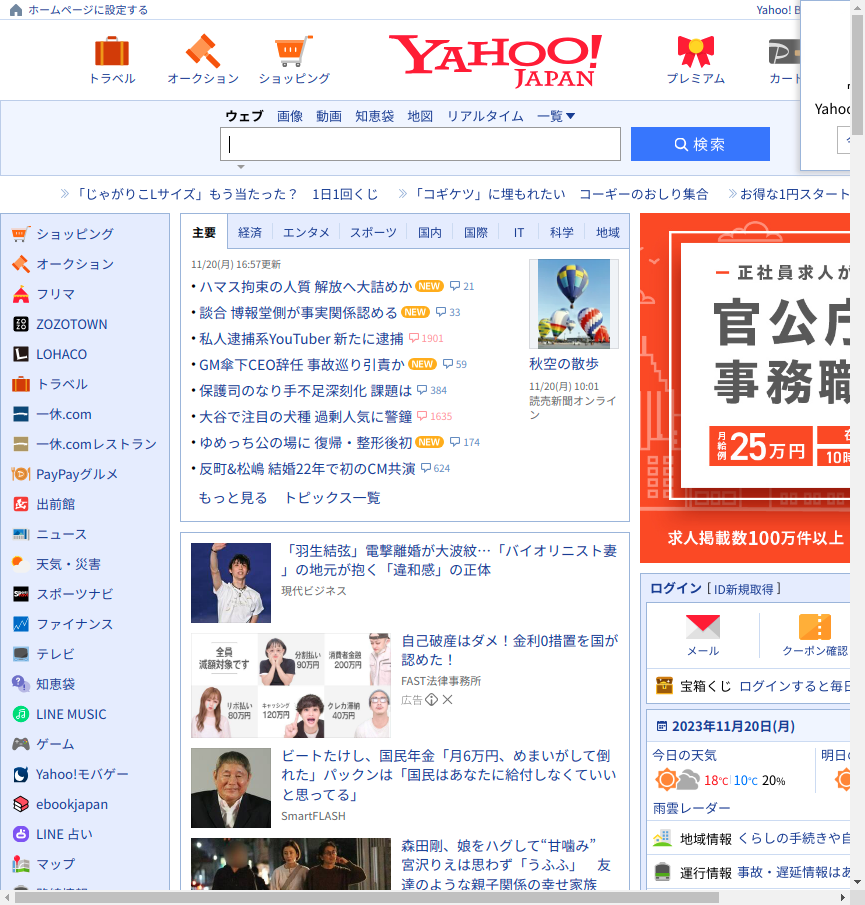 ホームページに設定する
Yahoo! B
トラベル
オークション
ショッピング
YAHOO!
JAPAN
プレミアム
カート
Yahoo
ウェブ 画像 動画 知恵袋 地図 リアルタイム 一覧
検索
「じゃがりこLサイズ」もう当たった？ 1日1回くじ
「コギケツ」に埋もれたい コーギーのおしり集合
お得な1円スタート
ショッピング
オークション
フリマ
ZOZOTOWN
LOHACO
トラベル
一休.com
一休.comレストラン
PayPayグルメ
出前館
ニュース
天気・災害
スポーツナビ
ファイナンス
テレビ
知恵袋
LINE MUSIC
ゲーム
Yahoo!モバゲー
ebookjapan
LINE 占い
マップ
主要 経済 エンタメ スポーツ 国内 国際 IT 科学 地域
11/20(月) 16:57更新
ハマス拘束の人質 解放へ大詰めか NEW 21
談合 博報堂側が事実関係認める NEW 33
私人逮捕系YouTuber 新たに逮捕 1901
GM傘下CEO辞任 事故巡り引責か NEW 59
保護司のなり手不足深刻化 課題は 384
大谷で注目の犬種 過剰人気に警鐘 1635
ゆめっち公の場に 復帰・整形後初 NEW 174
反町&松嶋 結婚22年で初のCM共演 624
もっと見る トピックス一覧
秋空の散歩
11/20(月) 10:01
読売新聞オンライ
ン
「羽生結弦」電撃離婚が大波紋…「バイオリニスト妻
」の地元が抱く「違和感」の正体
現代ビジネス
全員
減額対象です
分割払い
90万円
消費者金融
200万円
リボ払い
80万円
キャッシング
120万円
クレカ滞納
40万円
自己破産はダメ！金利0措置を国が
認めた！
FAST法律事務所
広告
ビートたけし、国民年金「月6万円、めまいがして倒
れた」パックンは「国民はあなたに給付しなくていい
と思ってる」
SmartFLASH
森田剛、娘をハグして“甘噛み”
宮沢りえは思わず「うふふ」 友
達のような親子関係の幸せ家族
正社員求人が
官公庁
事務職
月給例
25万円
在
10時
求人掲載数100万件以上
ログイン [ ID新規取得 ]
メール
クーポン確認
宝箱くじ ログインすると毎日
2023年11月20日(月)
今日の天気
明日の
18℃ 10℃ 20%
雨雲レーダー
地域情報 くらしの手続きや自
運行情報 事故・遅延情報はあ